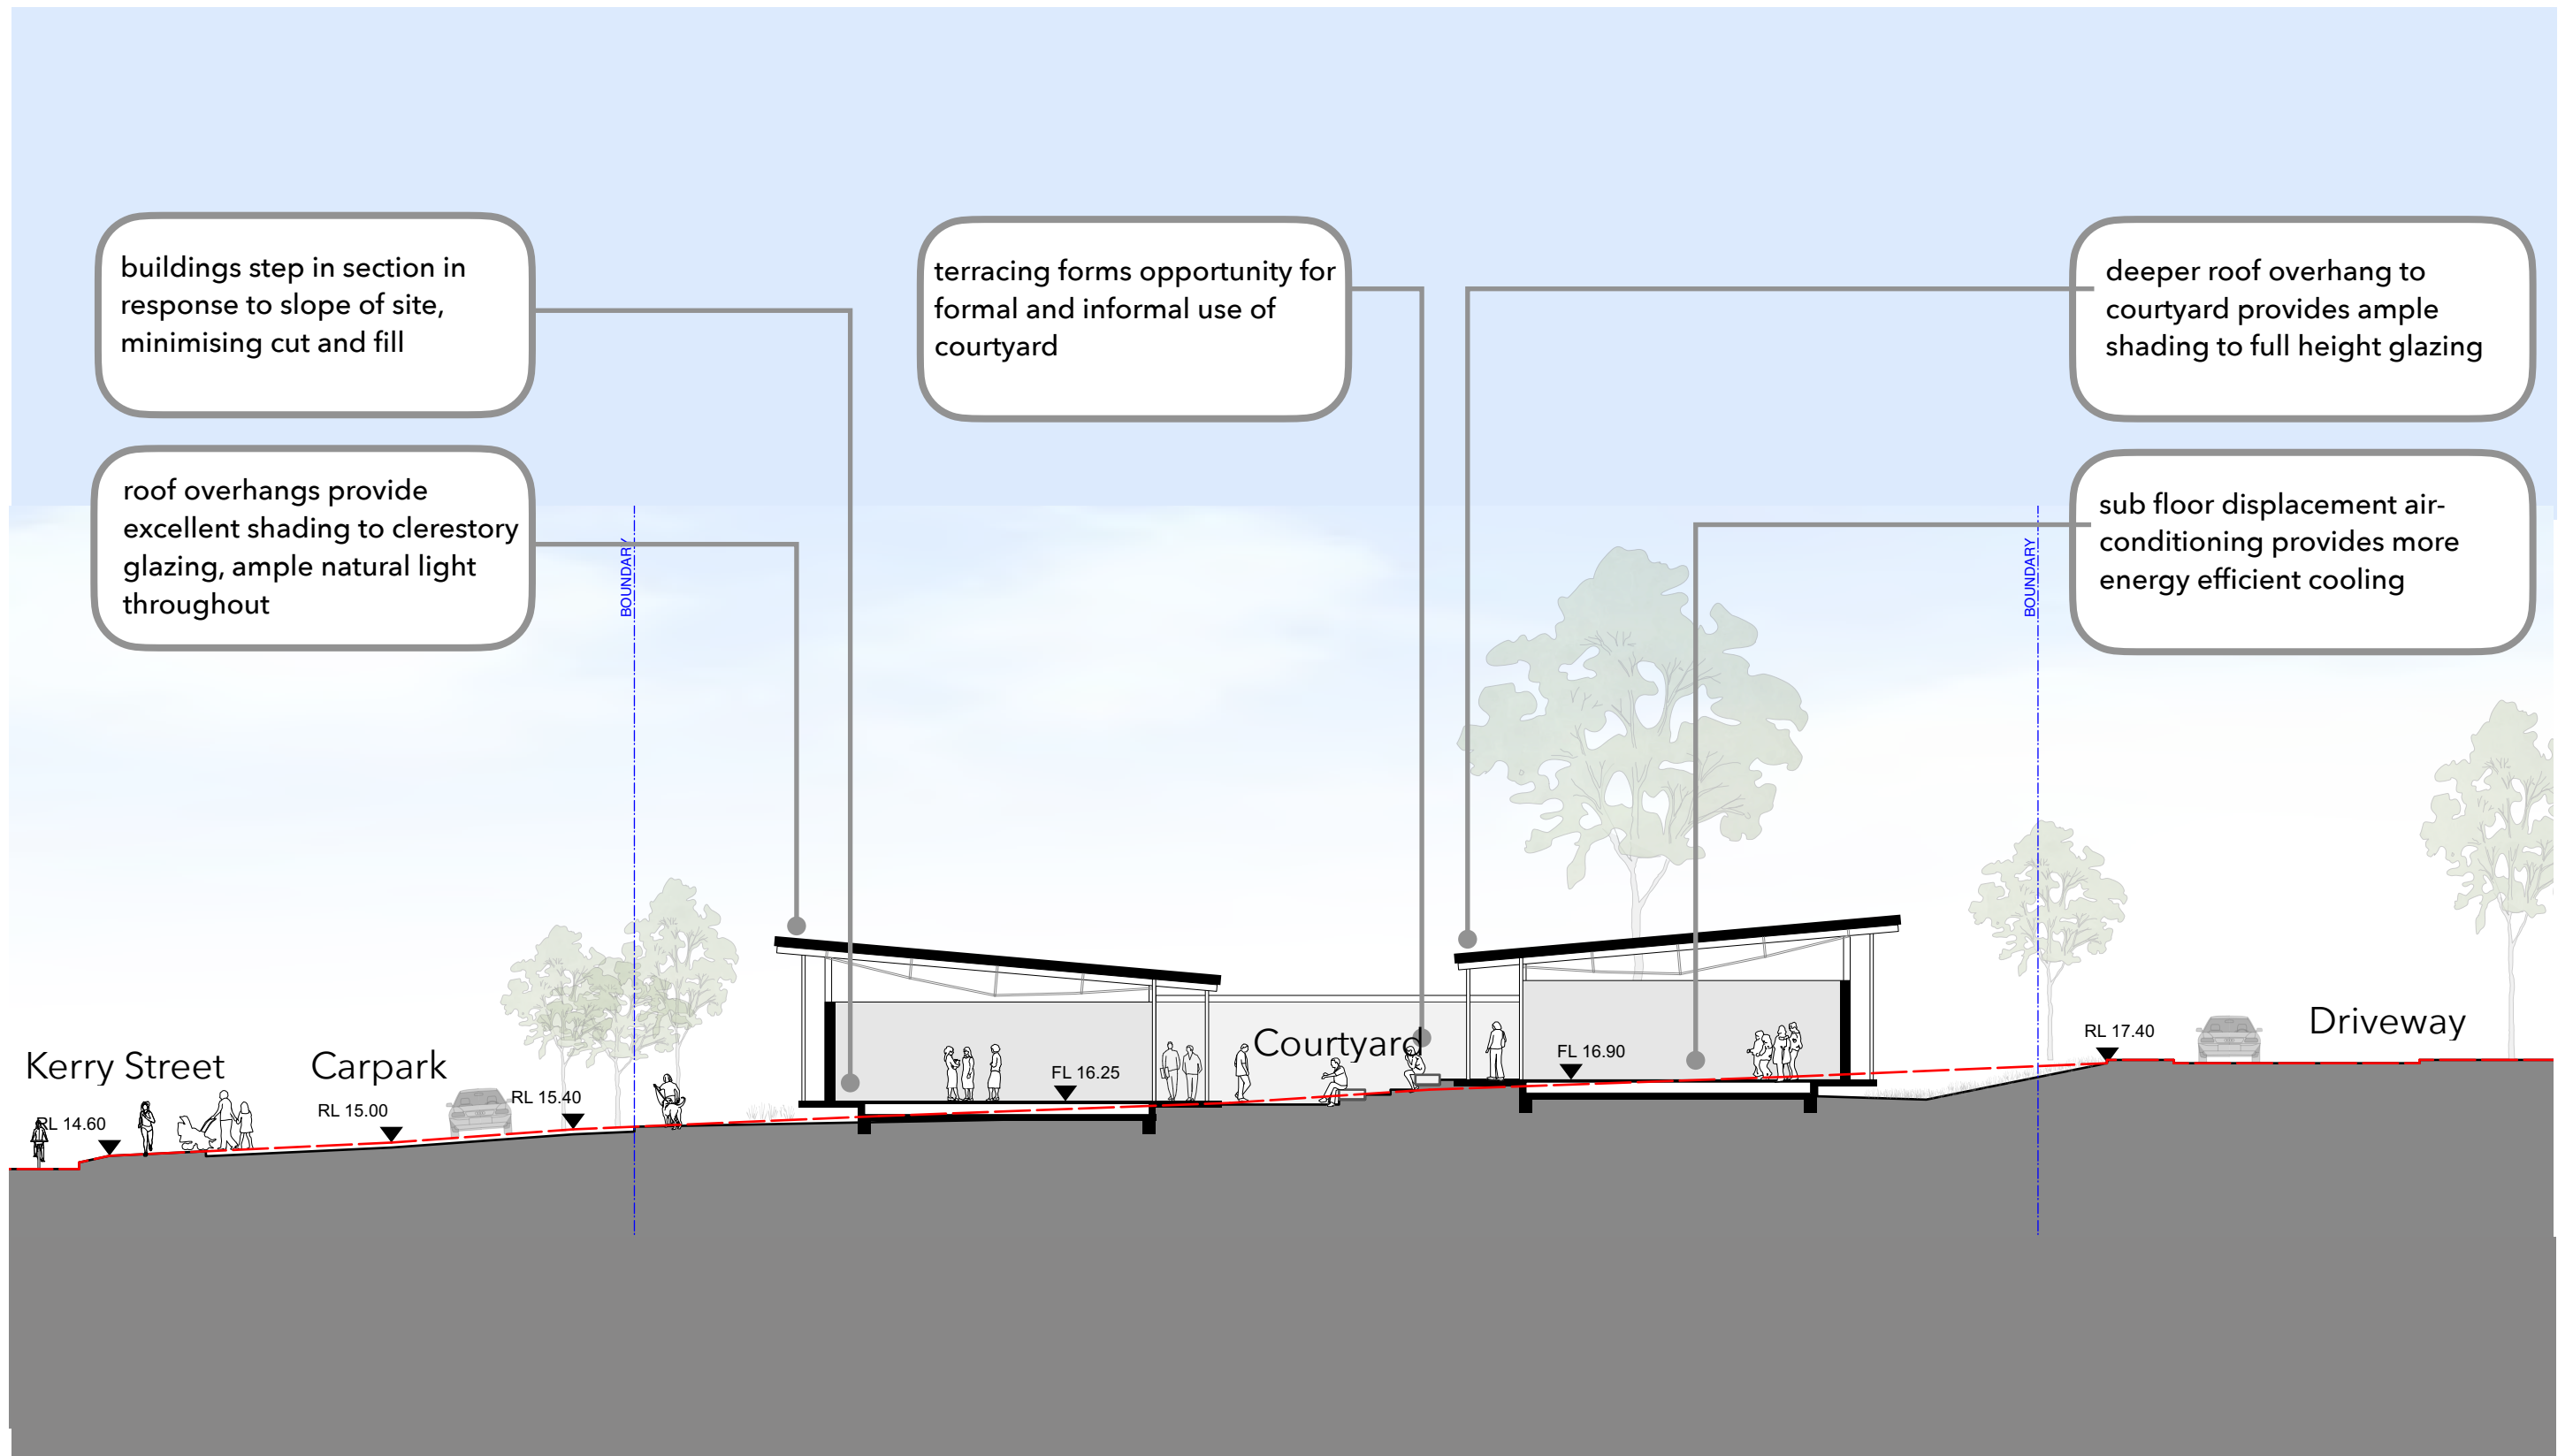 buildings step in section in
response to slope of site,
minimising cut and fill
terracing forms opportunity for
formal and informal use of
courtyard
deeper roof overhang to
courtyard provides ample
shading to full height glazing
roof overhangs provide
excellent shading to clerestory
glazing, ample natural light
throughout
sub floor displacement air-
conditioning provides more
energy efficient cooling
BOUNDARY
BOUNDARY
Kerry Street
Carpark
Courtyard
Driveway
RL 14.60
RL 15.00
RL 15.40
FL 16.25
FL 16.90
RL 17.40